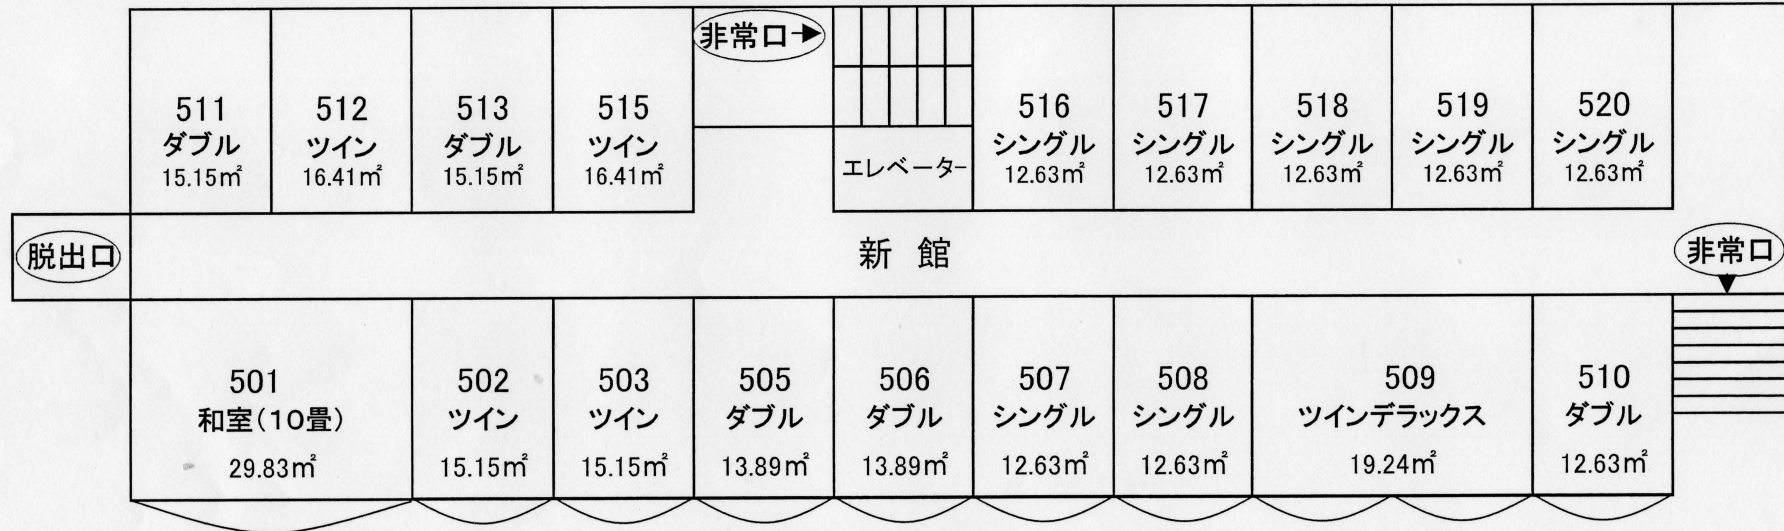 非常口
511
ダブル
15.15㎡
512
ツイン
16.41㎡
513
ダブル
15.15㎡
515
ツイン
16.41㎡
エレベーター
516
シングル
12.63㎡
517
シングル
12.63㎡
518
シングル
12.63㎡
519
シングル
12.63㎡
520
シングル
12.63㎡
脱出口
新館
非常口
501
和室(10畳)
29.83㎡
502
ツイン
15.15㎡
503
ツイン
15.15㎡
505
ダブル
13.89㎡
506
ダブル
13.89㎡
507
シングル
12.63㎡
508
シングル
12.63㎡
509
ツインデラックス
19.24㎡
510
ダブル
12.63㎡